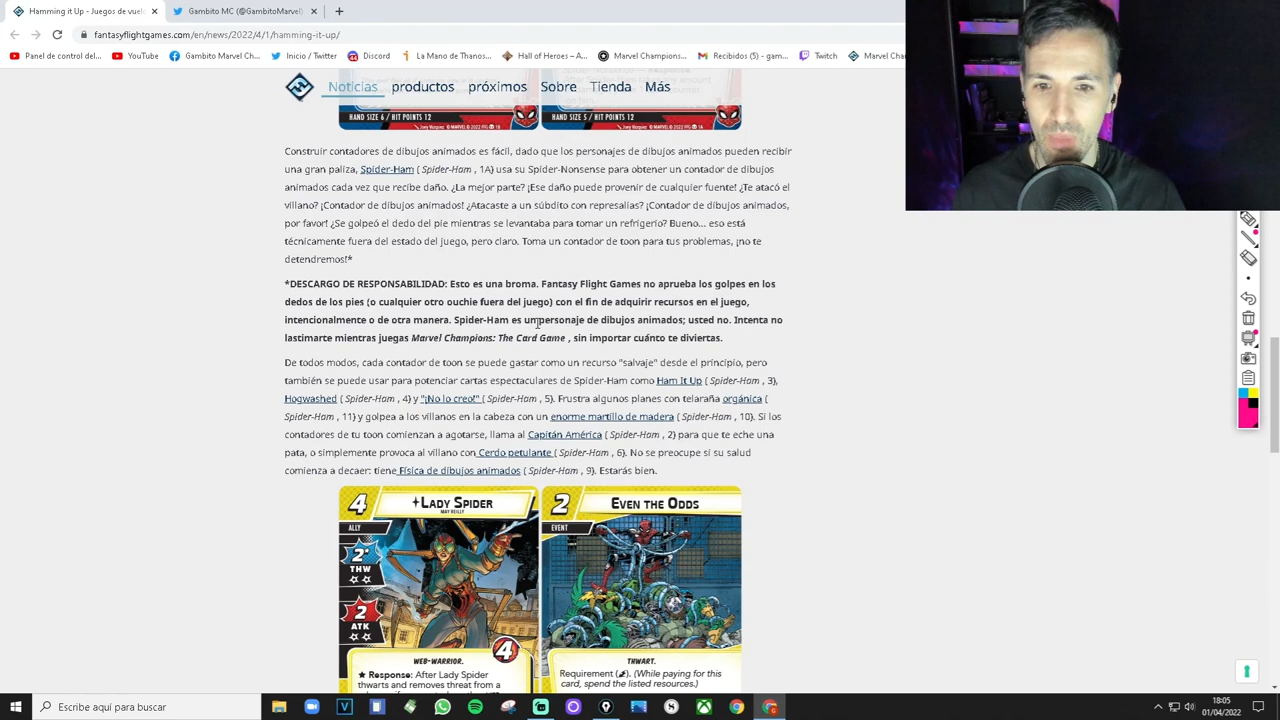 Hamming it Up - Juegos de vuel
Gambito MC (@GambitoMarvel)
fantasyflightgames.com/en/news/2022/4/1/hamming-it-up/
Panel de control del...
YouTube
Gambito Marvel Ch...
Inicio / Twitter
Discord
La Mano de Thanos...
Hall of Heroes – A...
Marvel Champions...
Recibidos (5) - gam...
Twitch
Marvel Cham
Noticias productos próximos Sobre Tienda Más
HAND SIZE 6 / HIT POINTS 12
HAND SIZE 5 / HIT POINTS 12
Construir contadores de dibujos animados es fácil, dado que los personajes de dibujos animados pueden recibir
una gran paliza, Spider-Ham ( Spider-Ham , 1A) usa su Spider-Nonsense para obtener un contador de dibujos
animados cada vez que recibe daño. ¿La mejor parte? ¡Ese daño puede provenir de cualquier fuente! ¿Te atacó el
villano? ¡Contador de dibujos animados! ¿Atacaste a un súbdito con represalias? ¡Contador de dibujos animados,
por favor! ¿Se golpeó el dedo del pie mientras se levantaba para tomar un refrigerio? Bueno... eso está
técnicamente fuera del estado del juego, pero claro. Toma un contador de toon para tus problemas, ¡no te
detendremos!*
*DESCARGO DE RESPONSABILIDAD: Esto es una broma. Fantasy Flight Games no aprueba los golpes en los
dedos de los pies (o cualquier otro ouchie fuera del juego) con el fin de adquirir recursos en el juego,
intencionalmente o de otra manera. Spider-Ham es un personaje de dibujos animados; usted no. Intenta no
lastimarte mientras juegas Marvel Champions: The Card Game , sin importar cuánto te diviertas.
De todos modos, cada contador de toon se puede gastar como un recurso "salvaje" desde el principio, pero
también se puede usar para potenciar cartas espectaculares de Spider-Ham como Ham It Up ( Spider-Ham , 3),
Hogwashed ( Spider-Ham , 4) y "¡No lo creo!" ( Spider-Ham , 5). Frustra algunos planes con telaraña orgánica (
Spider-Ham , 11) y golpea a los villanos en la cabeza con un enorme martillo de madera ( Spider-Ham , 10). Si los
contadores de tu toon comienzan a agotarse, llama al Capitán América ( Spider-Ham , 2) para que te eche una
pata, o simplemente provoca al villano con Cerdo petulante ( Spider-Ham , 6). No se preocupe si su salud
comienza a decaer: tiene Física de dibujos animados ( Spider-Ham , 9). Estarás bien.
4 LADY SPIDER
MAY REILLY
ALLY
2
THW
2
ATK
4
WEB-WARRIOR.
Response: After Lady Spider
thwarts and removes threat from a
2 EVEN THE ODDS
EVENT
THWART.
Requirement ( ). (While paying for this
card, spend the listed resources.)
Escribe aquí para buscar
18:05
01/04/2022